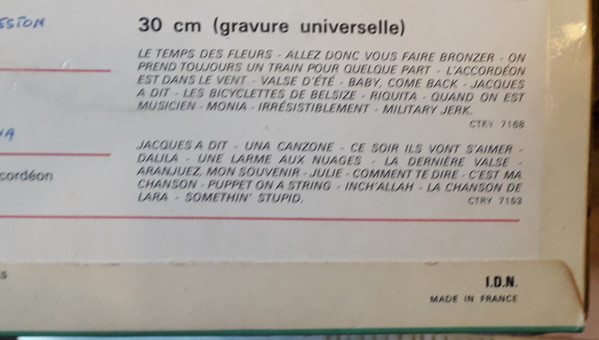 30 cm (gravure universelle)
LE TEMPS DES FLEURS - ALLEZ DONC VOUS FAIRE BRONZER - ON
PREND TOUJOURS UN TRAIN POUR QUELQUE PART - L'ACCORDÉON
EST DANS LE VENT - VALSE D'ÉTÉ - BABY, COME BACK - JACQUES
A DIT - LES BICYCLETTES DE BELSIZE - RIQUITA - QUAND ON EST
MUSICIEN - MONIA - IRRÉSISTIBLEMENT - MILITARY JERK.
CTRY 7168
JACQUES A DIT - UNA CANZONE - CE SOIR ILS VONT S'AIMER -
DALILA - UNE LARME AUX NUAGES - LA DERNIÈRE VALSE -
ARANJUEZ, MON SOUVENIR - JULIE - COMMENT TE DIRE - C'EST MA
CHANSON - PUPPET ON A STRING - INCH'ALLAH - LA CHANSON DE
LARA - SOMETHIN' STUPID.
CTRY 7153
cordéon
I.D.N.
MADE IN FRANCE